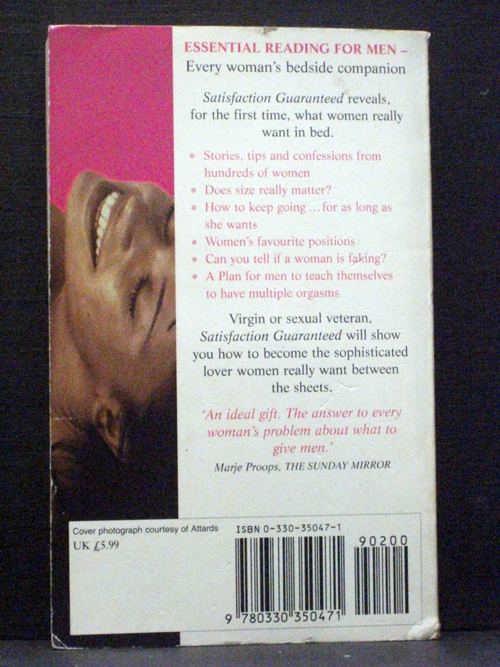 ESSENTIAL READING FOR MEN –
Every woman's bedside companion
Satisfaction Guaranteed reveals,
for the first time, what women really
want in bed.
• Stories, tips and confessions from
hundreds of women
• Does size really matter?
• How to keep going ... for as long as
she wants
• Women's favourite positions
• Can you tell if a woman is faking?
• A Plan for men to teach themselves
to have multiple orgasms
Virgin or sexual veteran,
Satisfaction Guaranteed will show
you how to become the sophisticated
lover women really want between
the sheets.
'An ideal gift. The answer to every
woman's problem about what to
give men.'
Marje Proops, THE SUNDAY MIRROR
Cover photograph courtesy of Attards
UK £5.99
ISBN 0-330-35047-1
90200
9 780330 350471